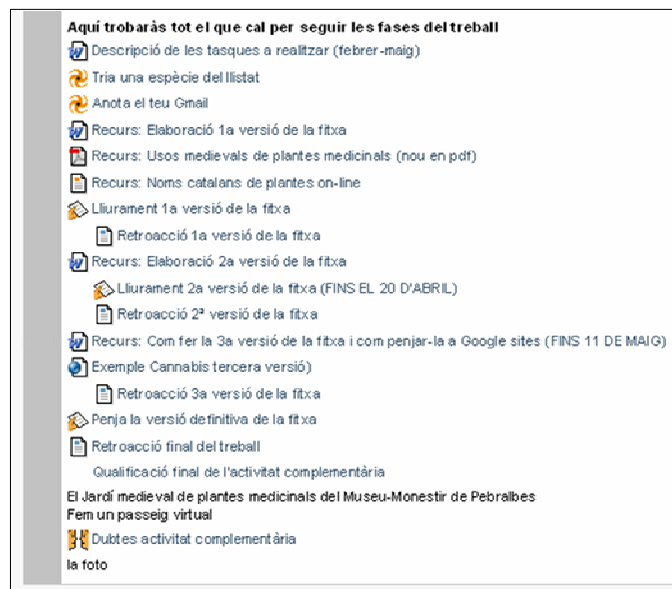 Aquí trobaràs tot el que cal per seguir les fases del treball
Descripció de les tasques a realitzar (febrer-maig)
Tria una espècie del llistat
Anota el teu Gmail
Recurs: Elaboració 1a versió de la fitxa
Recurs: Usos medievals de plantes medicinals (nou en pdf)
Recurs: Noms catalans de plantes on-line
Lliurament 1a versió de la fitxa
Retroacció 1a versió de la fitxa
Recurs: Elaboració 2a versió de la fitxa
Lliurament 2a versió de la fitxa (FINS EL 20 D'ABRIL)
Retroacció 2ª versió de la fitxa
Recurs: Com fer la 3a versió de la fitxa i com penjar-la a Google sites (FINS 11 DE MAIG)
Exemple Cannabis tercera versió)
Retroacció 3a versió de la fitxa
Penja la versió definitiva de la fitxa
Retroacció final del treball
Qualificació final de l'activitat complementària
El Jardí medieval de plantes medicinals del Museu-Monestir de Pebralbes
Fem un passeig virtual
Dubtes activitat complementària
la foto